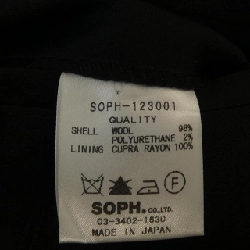 SOPH-123001
QUALITY
SHELL WOOL 98%
POLYURETHANE 2%
LINING CUPRA RAYON 100%
F
SOPH. CO.,LTD.
03-3402-1630
MADE IN JAPAN